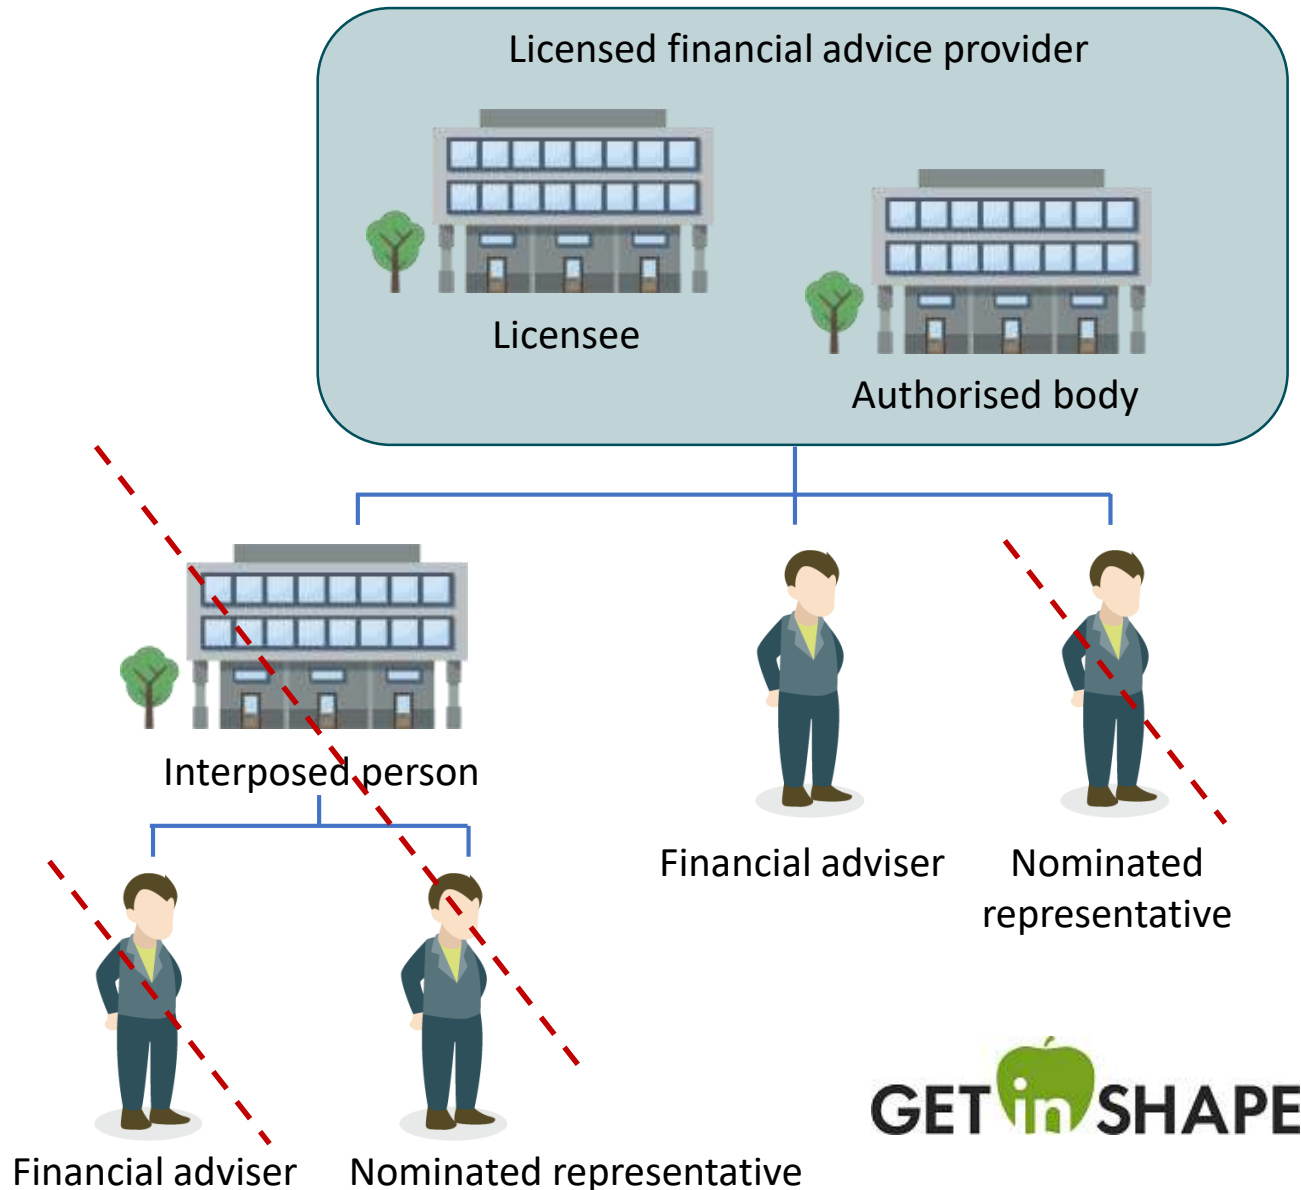 Licensed financial advice provider
Licensee
Authorised body
Interposed person
Financial adviser
Nominated
representative
Financial adviser
Nominated representative
GET in SHAPE